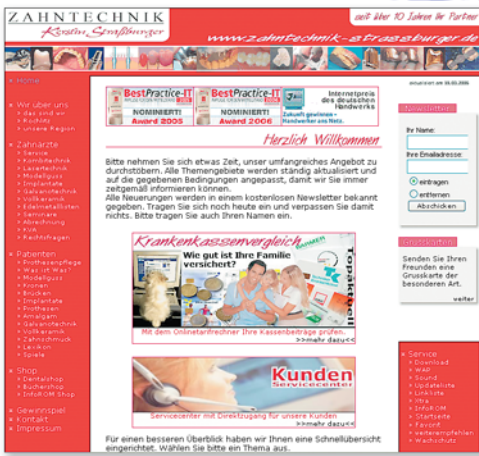 ZAHNTECHNIK
Kerstin Straßburger
seit über 10 Jahren Ihr Partner
www.zahntechnik-strassburger.de
» Home
» Wir über uns
» das sind wir
» Rochlitz
» unsere Region
» Zahnärzte
» Service
» Kombitechnik
» Lasertechnik
» Modellguss
» Implantate
» Galvanotechnik
» Vollkeramik
» Edelmetallisten
» Seminare
» Abrechnung
» KVA
» Rechtsfragen
» Patienten
» Prothesenpflege
» Was ist Was?
» Modellguss
» Kronen
» Brücken
» Implantate
» Prothesen
» Amalgam
» Galvanotechnik
» Vollkeramik
» Zahnschmuck
» Lexikon
» Spiele
» Shop
» Dentalshop
» Büchershop
» InfoROM Shop
» Gewinnspiel
» Kontakt
» Impressum
BestPractice-IT
NOMINIERT!
Award 2005
BestPractice-IT
NOMINIERT!
Award 2006
Internetpreis
des deutschen
Handwerks
Zukunft gewinnen -
Handwerker ans Netz.
Herzlich Willkommen
Bitte nehmen Sie sich etwas Zeit, unser umfangreiches Angebot zu
durchstöbern. Alle Themengebiete werden ständig aktualisiert und
auf die gegebenen Bedingungen angepasst, damit wir Sie immer
zeitgemäß informieren können.
Alle Neuerungen werden in einem kostenlosen Newsletter bekannt
gegeben. Tragen Sie sich noch heute ein und verpassen Sie damit
nichts. Bitte tragen Sie auch Ihren Namen ein.
Krankenkassenvergleich
Wie gut ist Ihre Familie
versichert?
Topaktuell
Mit dem Onlinetarifrechner Ihre Kassenbeiträge prüfen.
>>mehr dazu<<
Kunden
Servicecenter
Servicecenter mit Direktzugang für unsere Kunden
>>mehr dazu<<
Für einen besseren Überblick haben wir Ihnen eine Schnellübersicht
eingerichtet. Wählen Sie bitte ein Thema aus.
Newsletter
Ihr Name:
Ihre Emailadresse:
eintragen
entfernen
Abschicken
Grusskarten
Senden Sie Ihren
Freunden eine
Grusskarte der
besonderen Art.
weiter
» Service
» Download
» WAP
» Sound
» Updateliste
» Linkliste
» Xtra
» InfoROM
» Startseite
» Favorit
» weiterempfehlen
» Wachschutz